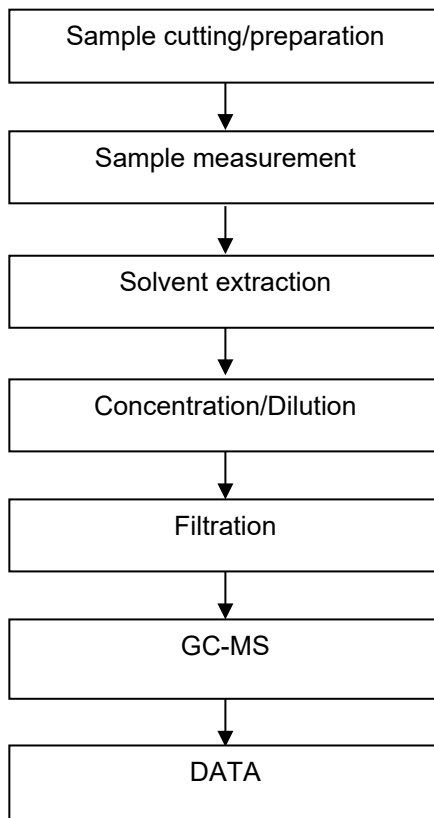 Sample cutting/preparation
Sample measurement
Solvent extraction
Concentration/Dilution
Filtration
GC-MS
DATA